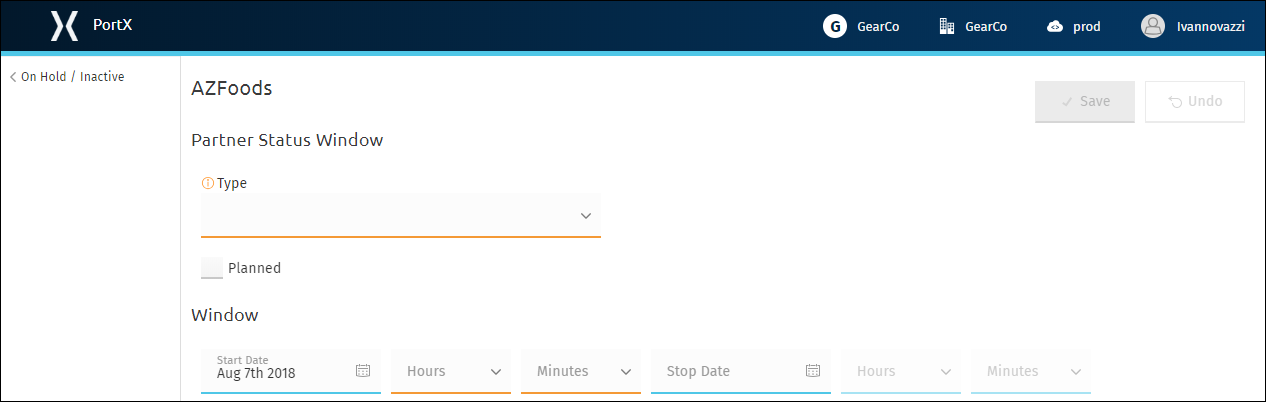 PortX
G GearCo
GearCo
prod
Ivannovazzi
On Hold / Inactive
AZFoods
Save
Undo
Partner Status Window
Type
Planned
Window
Start Date
Aug 7th 2018
Hours
Minutes
Stop Date
Hours
Minutes